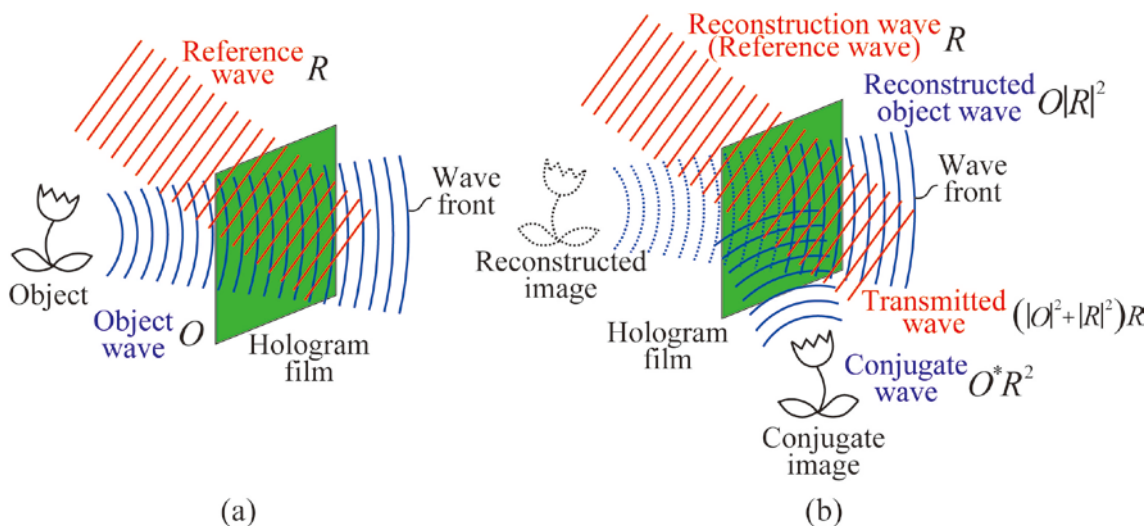 Reference
wave R
Wave
front
Object
Object
wave O
Hologram
film
(a)
Reconstruction wave
(Reference wave) R
Reconstructed
object wave O|R|²
Wave
front
Reconstructed
image
Transmitted
wave (|O|²+|R|²)R
Hologram
film
Conjugate
wave O*R²
Conjugate
image
(b)